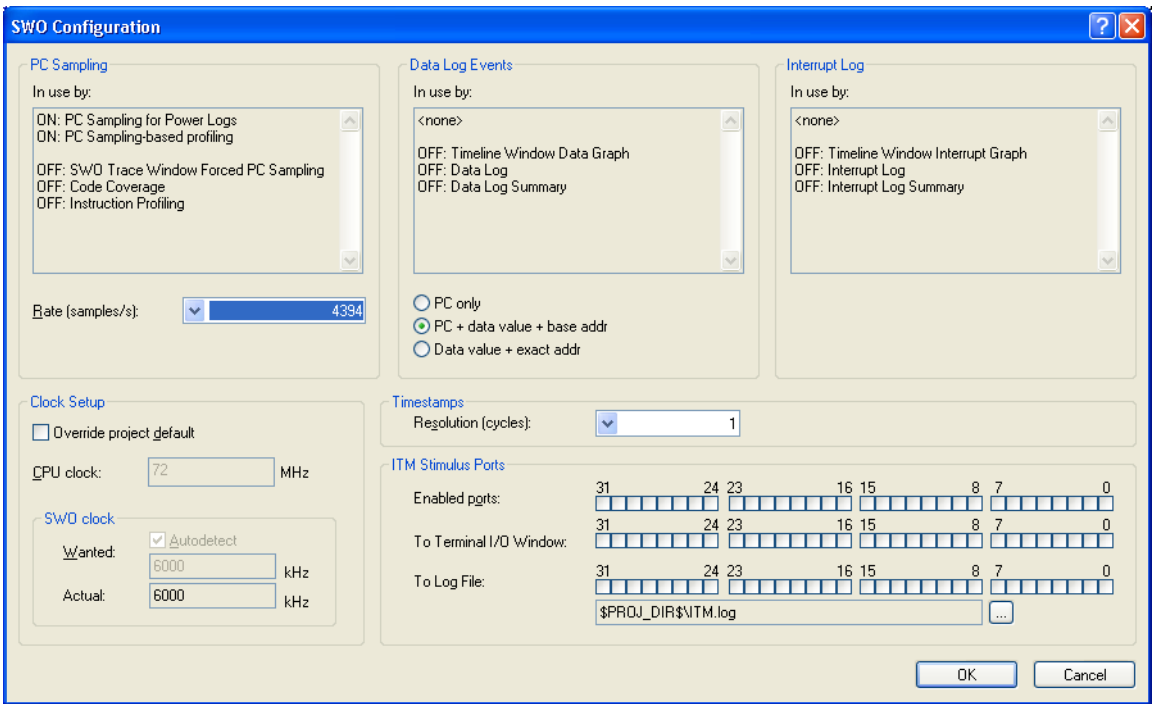 SWO Configuration
PC Sampling
In use by:
ON: PC Sampling for Power Logs
ON: PC Sampling-based profiling
OFF: SWO Trace Window Forced PC Sampling
OFF: Code Coverage
OFF: Instruction Profiling
Rate (samples/s): 4394
Data Log Events
In use by:
<none>
OFF: Timeline Window Data Graph
OFF: Data Log
OFF: Data Log Summary
PC only
PC + data value + base addr
Data value + exact addr
Interrupt Log
In use by:
<none>
OFF: Timeline Window Interrupt Graph
OFF: Interrupt Log
OFF: Interrupt Log Summary
Clock Setup
Override project default
CPU clock: 72 MHz
SWO clock
Autodetect
Wanted: 6000 kHz
Actual: 6000 kHz
Timestamps
Resolution (cycles): 1
ITM Stimulus Ports
31 24 23 16 15 8 7 0
Enabled ports:
31 24 23 16 15 8 7 0
To Terminal I/O Window:
31 24 23 16 15 8 7 0
To Log File:
$PROJ_DIR$\ITM.log ...
OK Cancel